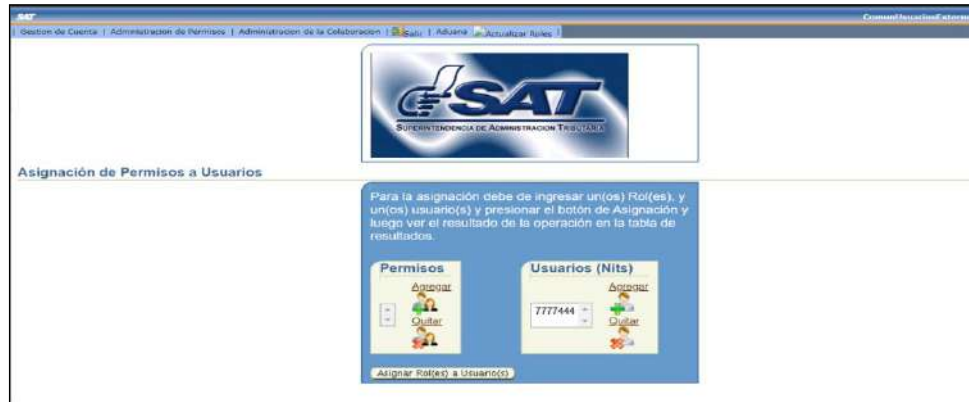 SAT
Gestion de Cuenta | Administracion de Permisos | Administracion de la Colaboracion | Salir | Aduana Actualizar Roles |
SAT
SUPERINTENDENCIA DE ADMINISTRACION TRIBUTARIA
Asignación de Permisos a Usuarios
Para la asignación debe de ingresar un(os) Rol(es), y
un(os) usuario(s) y presionar el botón de Asignación y
luego ver el resultado de la operación en la tabla de
resultados.
Permisos
Agregar
Quitar
Usuarios (Nits)
Agregar
7777444
Quitar
Asignar Rol(es) a Usuario(s)